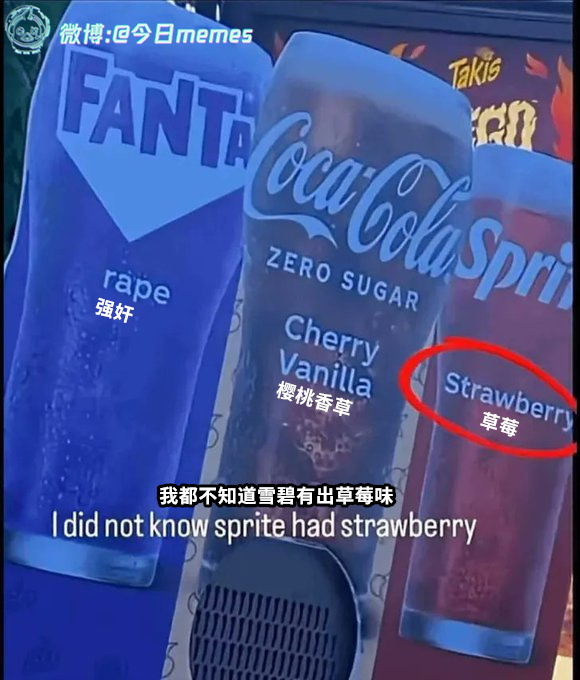 微博:@今日memes
Takis
FANTA
Coca-Cola
ZERO SUGAR
rape
强奸
Cherry
Vanilla
樱桃香草
Strawberry
草莓
我都不知道雪碧有出草莓味
I did not know sprite had strawberry